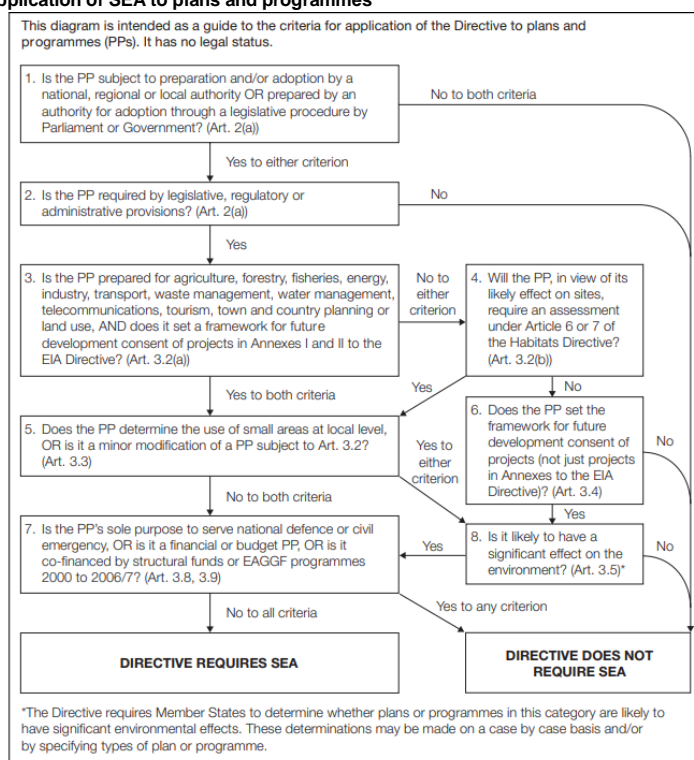 application of SEA to plans and programmes
This diagram is intended as a guide to the criteria for application of the Directive to plans and
programmes (PPs). It has no legal status.
1. Is the PP subject to preparation and/or adoption by a
national, regional or local authority OR prepared by an
authority for adoption through a legislative procedure by
Parliament or Government? (Art. 2(a))
No to both criteria
Yes to either criterion
2. Is the PP required by legislative, regulatory or
administrative provisions? (Art. 2(a))
No
Yes
3. Is the PP prepared for agriculture, forestry, fisheries, energy,
industry, transport, waste management, water management,
telecommunications, tourism, town and country planning or
land use, AND does it set a framework for future
development consent of projects in Annexes I and II to the
EIA Directive? (Art. 3.2(a))
No to
either
criterion
4. Will the PP, in view of its
likely effect on sites,
require an assessment
under Article 6 or 7 of
the Habitats Directive?
(Art. 3.2(b))
Yes to both criteria
Yes
No
5. Does the PP determine the use of small areas at local level,
OR is it a minor modification of a PP subject to Art. 3.2?
(Art. 3.3)
Yes to
either
criterion
6. Does the PP set the
framework for future
development consent of
projects (not just projects
in Annexes to the EIA
Directive)? (Art. 3.4)
No
No to both criteria
Yes
7. Is the PP's sole purpose to serve national defence or civil
emergency, OR is it a financial or budget PP, OR is it
co-financed by structural funds or EAGGF programmes
2000 to 2006/7? (Art. 3.8, 3.9)
Yes
8. Is it likely to have a
significant effect on the
environment? (Art. 3.5)*
No
No to all criteria
Yes to any criterion
DIRECTIVE REQUIRES SEA
DIRECTIVE DOES NOT
REQUIRE SEA
*The Directive requires Member States to determine whether plans or programmes in this category are likely to
have significant environmental effects. These determinations may be made on a case by case basis and/or
by specifying types of plan or programme.